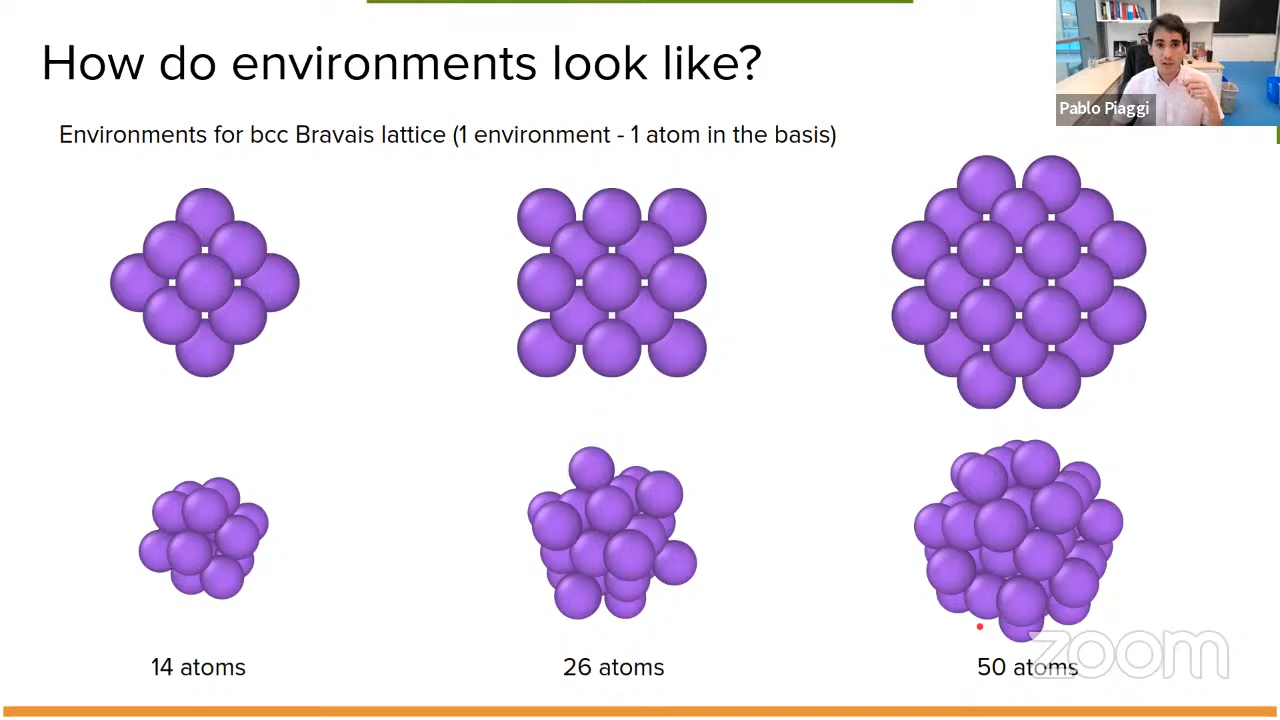 How do environments look like?
Pablo Piaggi
Environments for bcc Bravais lattice (1 environment - 1 atom in the basis)
14 atoms
26 atoms
50 atoms
zoom